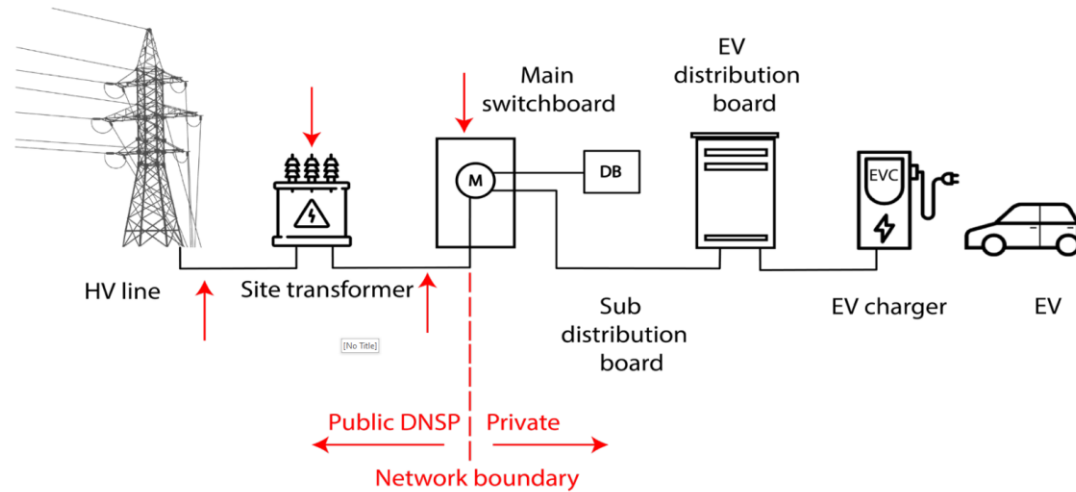 EV
distribution
board
Main
switchboard
DB
M
EVC
HV line
Site transformer
Sub
distribution
board
EV charger
EV
[No Title]
Public DNSP
Private
Network boundary